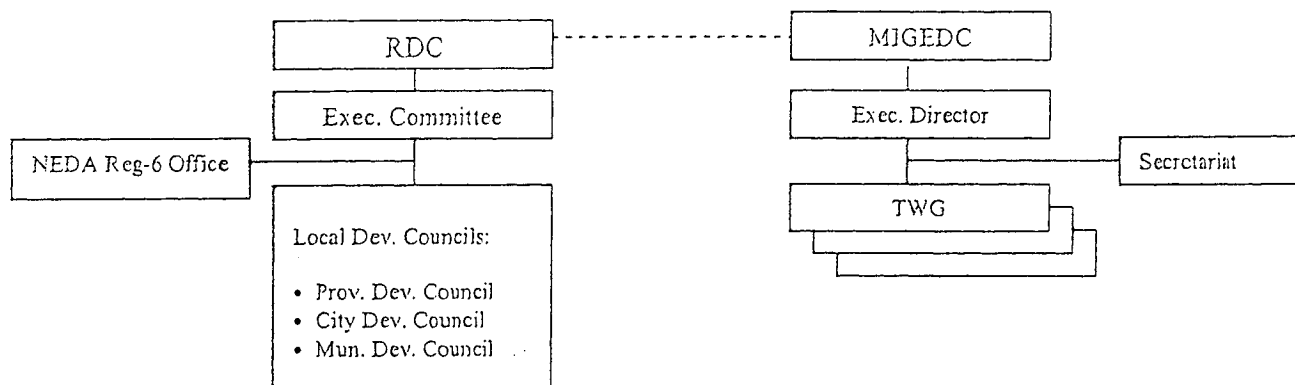 RDC
MIGEDC
Exec. Committee
Exec. Director
NEDA Reg-6 Office
Secretariat
TWG
Local Dev. Councils:
• Prov. Dev. Council
• City Dev. Council
• Mun. Dev. Council